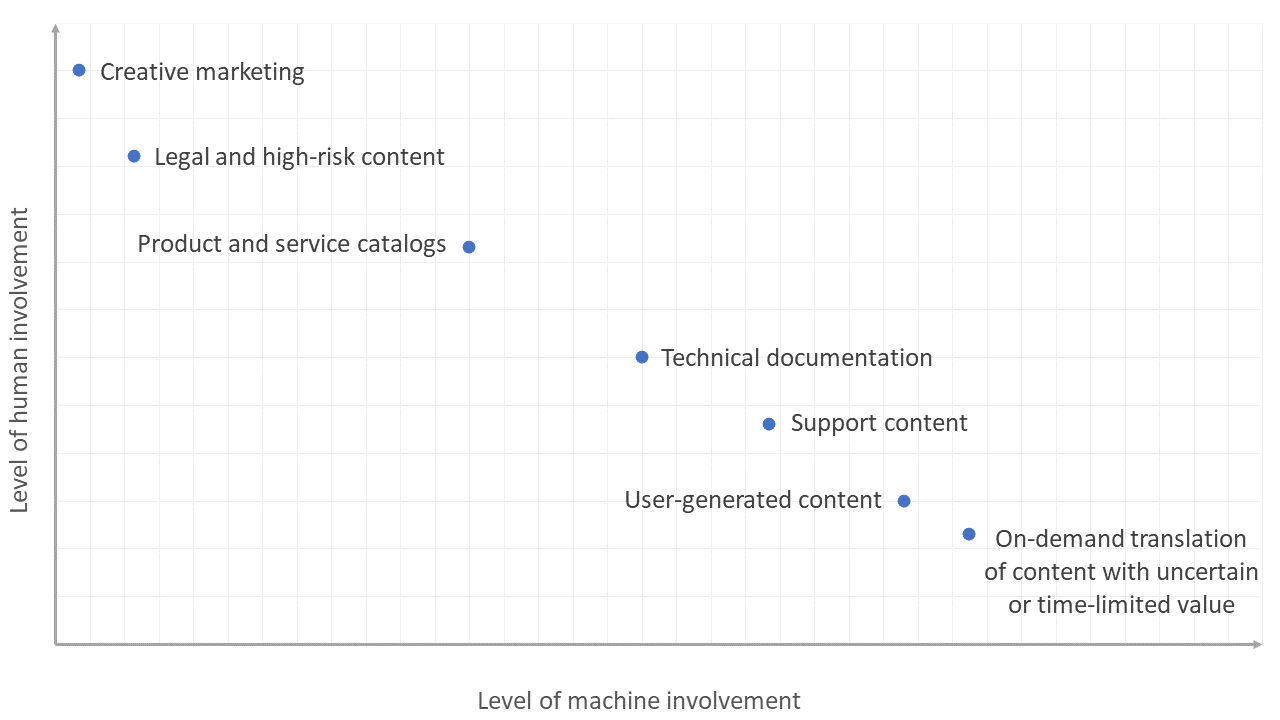 Creative marketing
Legal and high-risk content
Product and service catalogs
Level of human involvement
Technical documentation
Support content
User-generated content
On-demand translation
of content with uncertain
or time-limited value
Level of machine involvement